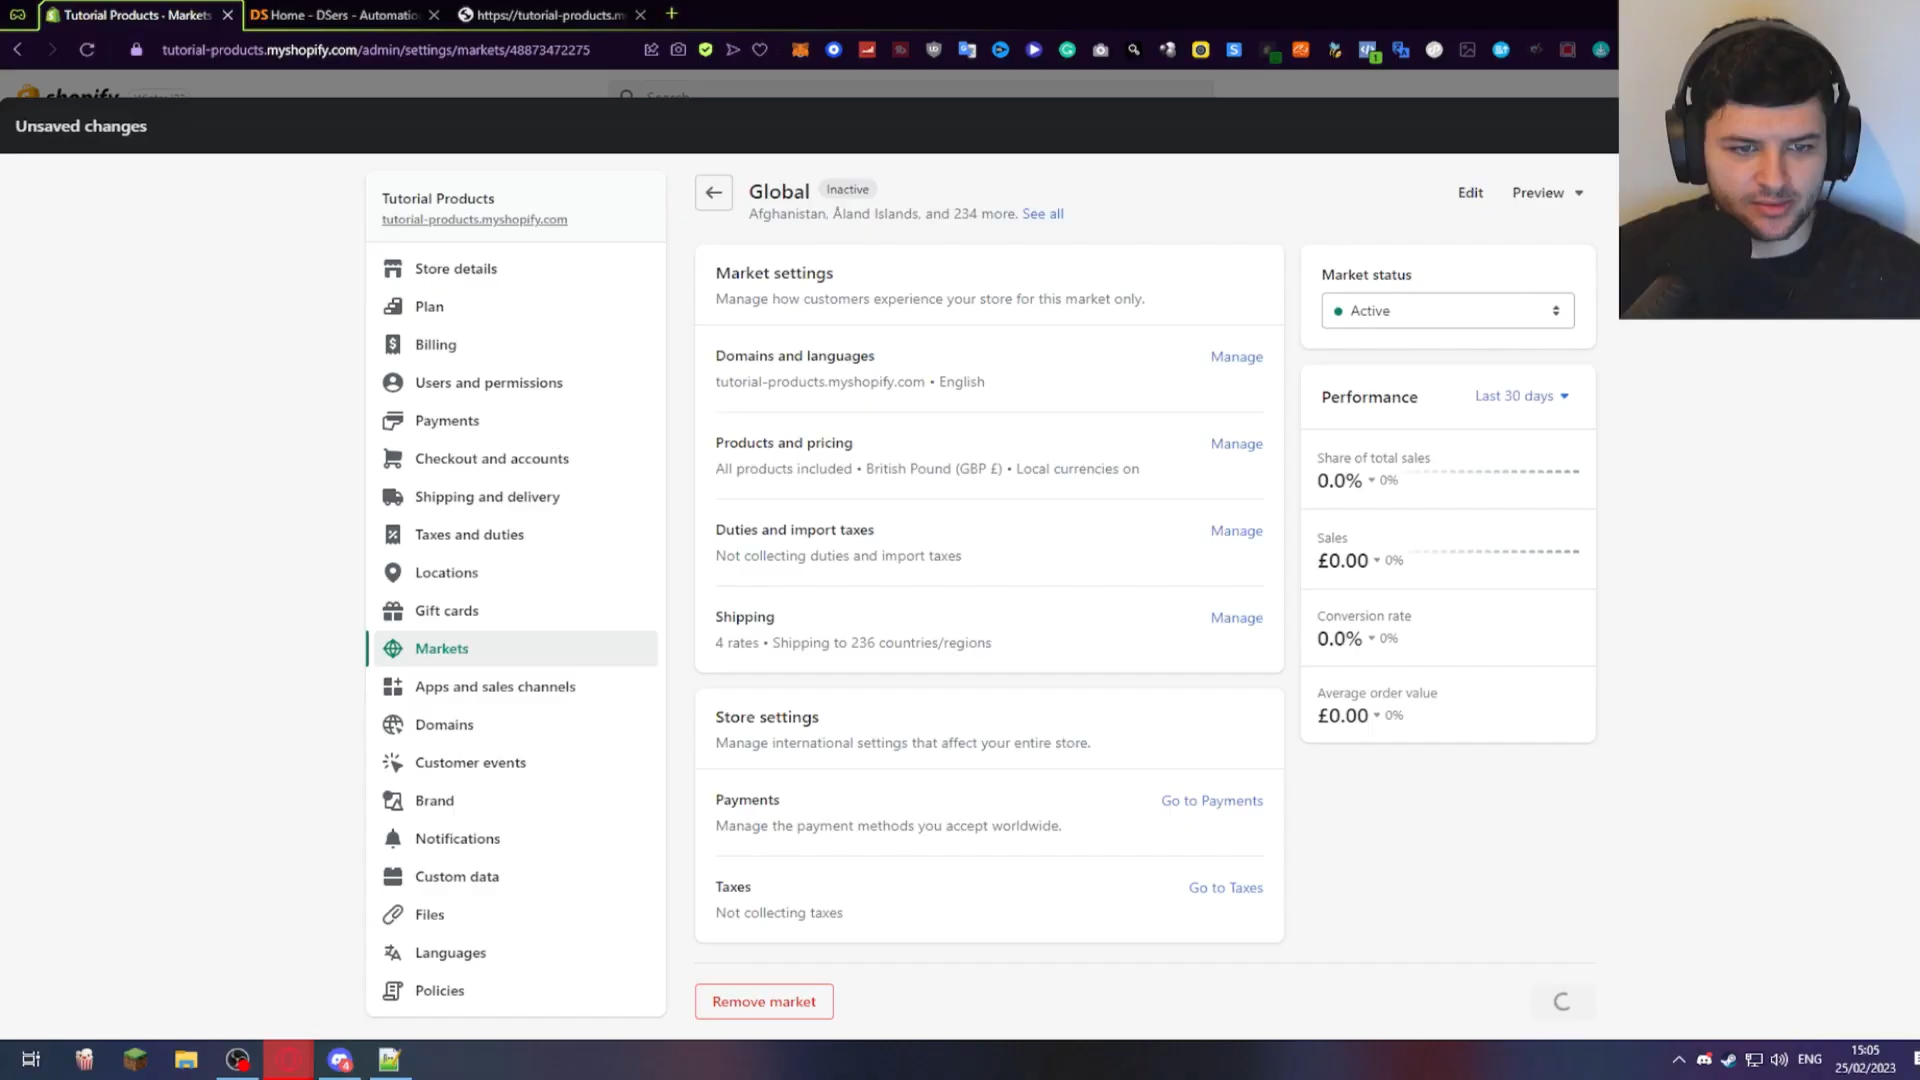 Tutorial Products · Markets
DS Home - DSers - Automatio
https://tutorial-products.m
tutorial-products.myshopify.com/admin/settings/markets/48873472275
shopify
Search
Unsaved changes
Tutorial Products
tutorial-products.myshopify.com
Store details
Plan
Billing
Users and permissions
Payments
Checkout and accounts
Shipping and delivery
Taxes and duties
Locations
Gift cards
Markets
Apps and sales channels
Domains
Customer events
Brand
Notifications
Custom data
Files
Languages
Policies
Global Inactive
Afghanistan, Åland Islands, and 234 more. See all
Edit
Preview
Market settings
Manage how customers experience your store for this market only.
Domains and languages
Manage
tutorial-products.myshopify.com • English
Products and pricing
Manage
All products included • British Pound (GBP £) • Local currencies on
Duties and import taxes
Manage
Not collecting duties and import taxes
Shipping
Manage
4 rates • Shipping to 236 countries/regions
Store settings
Manage international settings that affect your entire store.
Payments
Go to Payments
Manage the payment methods you accept worldwide.
Taxes
Go to Taxes
Not collecting taxes
Remove market
Market status
Active
Performance
Last 30 days
Share of total sales
0.0% 0%
Sales
£0.00 0%
Conversion rate
0.0% 0%
Average order value
£0.00 0%
ENG
15:05
25/02/2023